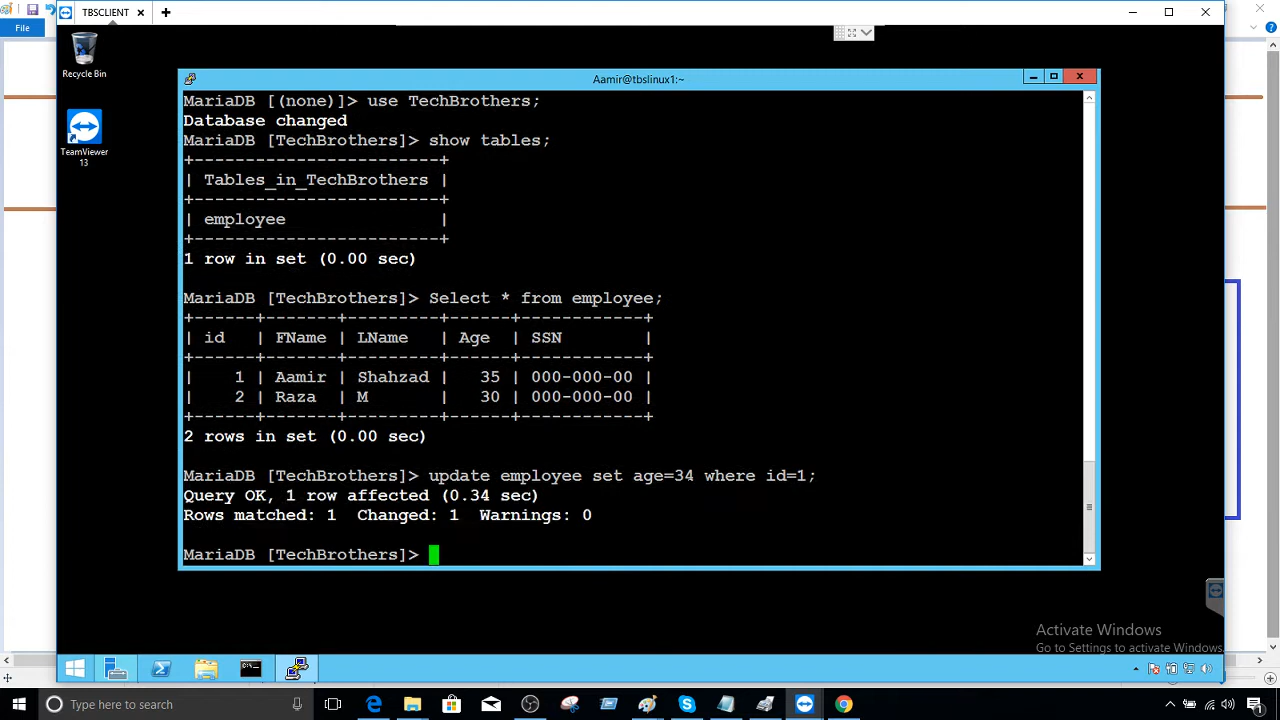 TBSCLIENT
File
Recycle Bin
TeamViewer
13
Aamir@tbslinux1:~
MariaDB [(none)]> use TechBrothers;
Database changed
MariaDB [TechBrothers]> show tables;
+------------------------+
| Tables_in_TechBrothers |
+------------------------+
| employee               |
+------------------------+
1 row in set (0.00 sec)
MariaDB [TechBrothers]> Select * from employee;
+------+-------+---------+------+------------+
| id   | FName | LName   | Age  | SSN        |
+------+-------+---------+------+------------+
|    1 | Aamir | Shahzad |   35 | 000-000-00 |
|    2 | Raza  | M       |   30 | 000-000-00 |
+------+-------+---------+------+------------+
2 rows in set (0.00 sec)
MariaDB [TechBrothers]> update employee set age=34 where id=1;
Query OK, 1 row affected (0.34 sec)
Rows matched: 1  Changed: 1  Warnings: 0
MariaDB [TechBrothers]>
Activate Windows
Go to Settings to activate Windows.
Type here to search